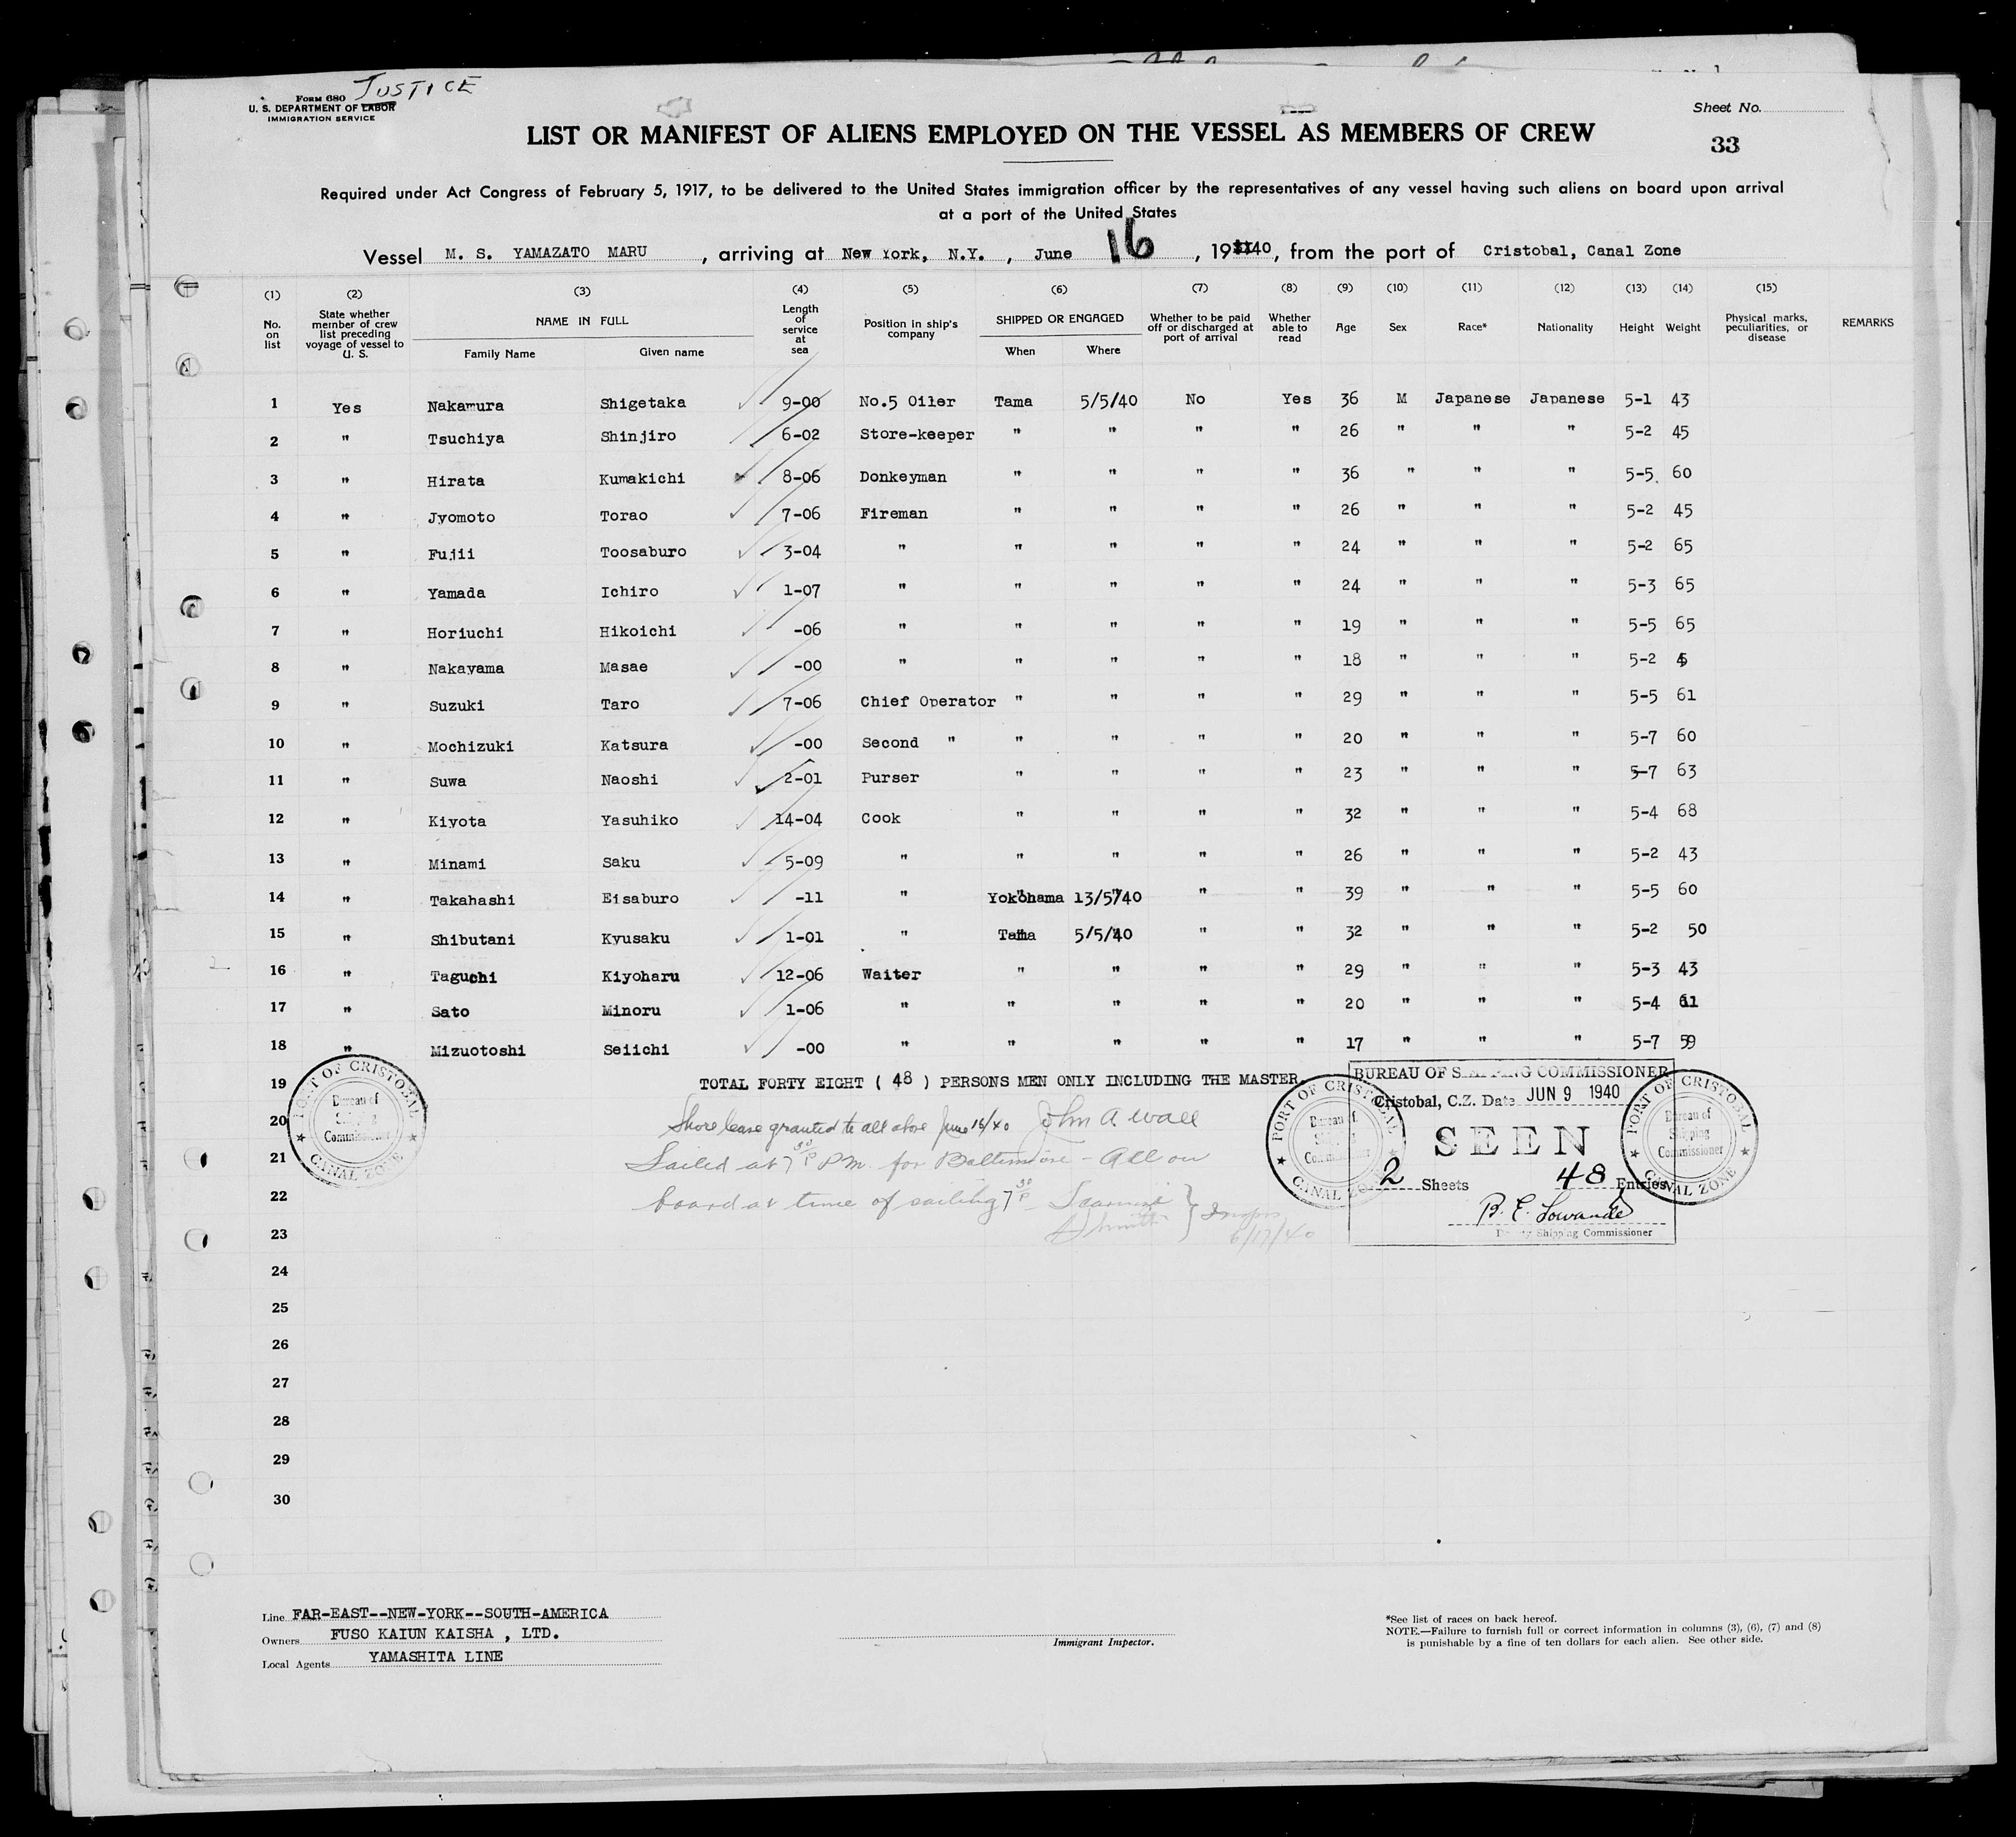 JUSTICE
FORM 680
U. S. DEPARTMENT OF LABOR
IMMIGRATION SERVICE
Sheet No.
33
LIST OR MANIFEST OF ALIENS EMPLOYED ON THE VESSEL AS MEMBERS OF CREW
Required under Act Congress of February 5, 1917, to be delivered to the United States immigration officer by the representatives of any vessel having such aliens on board upon arrival
at a port of the United States
Vessel M. S. YAMAZATO MARU , arriving at New York, N.Y. , June 16 , 1940, from the port of Cristobal, Canal Zone
(1) (2) (3) (4) (5) (6) (7) (8) (9) (10) (11) (12) (13) (14) (15)
No. on list | State whether member of crew list preceding voyage of vessel to U. S. | NAME IN FULL Family Name Given name | Length of service at sea | Position in ship's company | SHIPPED OR ENGAGED When Where | Whether to be paid off or discharged at port of arrival | Whether able to read | Age | Sex | Race* | Nationality | Height | Weight | Physical marks, peculiarities, or disease | REMARKS
1 Yes Nakamura Shigetaka 9-00 No.5 Oiler Tama 5/5/40 No Yes 36 M Japanese Japanese 5-1 43
2 " Tsuchiya Shinjiro 6-02 Store-keeper " " " " 26 " " " 5-2 45
3 " Hirata Kumakichi 8-06 Donkeyman " " " " 36 " " " 5-5 60
4 " Jyomoto Torao 7-06 Fireman " " " " 26 " " " 5-2 45
5 " Fujii Toosaburo 3-04 " " " " " 24 " " " 5-2 65
6 " Yamada Ichiro 1-07 " " " " " 24 " " " 5-3 65
7 " Horiuchi Hikoichi -06 " " " " " 19 " " " 5-5 65
8 " Nakayama Masae -00 " " " " " 18 " " " 5-2
9 " Suzuki Taro 7-06 Chief Operator " " " " 29 " " " 5-5 61
10 " Mochizuki Katsura -00 Second " " " " " 20 " " " 5-7 60
11 " Suwa Naoshi 2-01 Purser " " " " 23 " " " 5-7 63
12 " Kiyota Yasuhiko 14-04 Cook " " " " 32 " " " 5-4 68
13 " Minami Saku 5-09 " " " " " 26 " " " 5-2 43
14 " Takahashi Eisaburo -11 " Yokohama 13/5/40 " " 39 " " " 5-5 60
15 " Shibutani Kyusaku 1-01 " Tama 5/5/40 " " 32 " " " 5-2 50
16 " Taguchi Kiyoharu 12-06 Waiter " " " " 29 " " " 5-3 43
17 " Sato Minoru 1-06 " " " " " 20 " " " 5-4 61
18 " Mizuotoshi Seiichi -00 " " " " " 17 " " " 5-7 59
19 TOTAL FORTY EIGHT ( 48 ) PERSONS MEN ONLY INCLUDING THE MASTER.
20 Shore leave granted to all above June 16/40 John A. Wall
21 Sailed at 7 30 P PM. for Baltimore - All on
22 board at time of sailing 7 30 P -
23 6/17/40
24
25
26
27
28
29
30
PORT OF CRISTOBAL
Bureau of
Shipping
Commissioner
CANAL ZONE
PORT OF CRISTOBAL
Bureau of
Shipping
Commissioner
CANAL ZONE
BUREAU OF SHIPPING COMMISSIONER
Cristobal, C.Z. Date JUN 9 1940
SEEN
2 Sheets 48 Entries
B. E. Lowande
Deputy Shipping Commissioner
PORT OF CRISTOBAL
Bureau of
Shipping
Commissioner
CANAL ZONE
Line FAR-EAST--NEW-YORK--SOUTH-AMERICA
Owners FUSO KAIUN KAISHA , LTD.
Local Agents YAMASHITA LINE
Immigrant Inspector.
*See list of races on back hereof.
NOTE.—Failure to furnish full or correct information in columns (3), (6), (7) and (8)
is punishable by a fine of ten dollars for each alien. See other side.